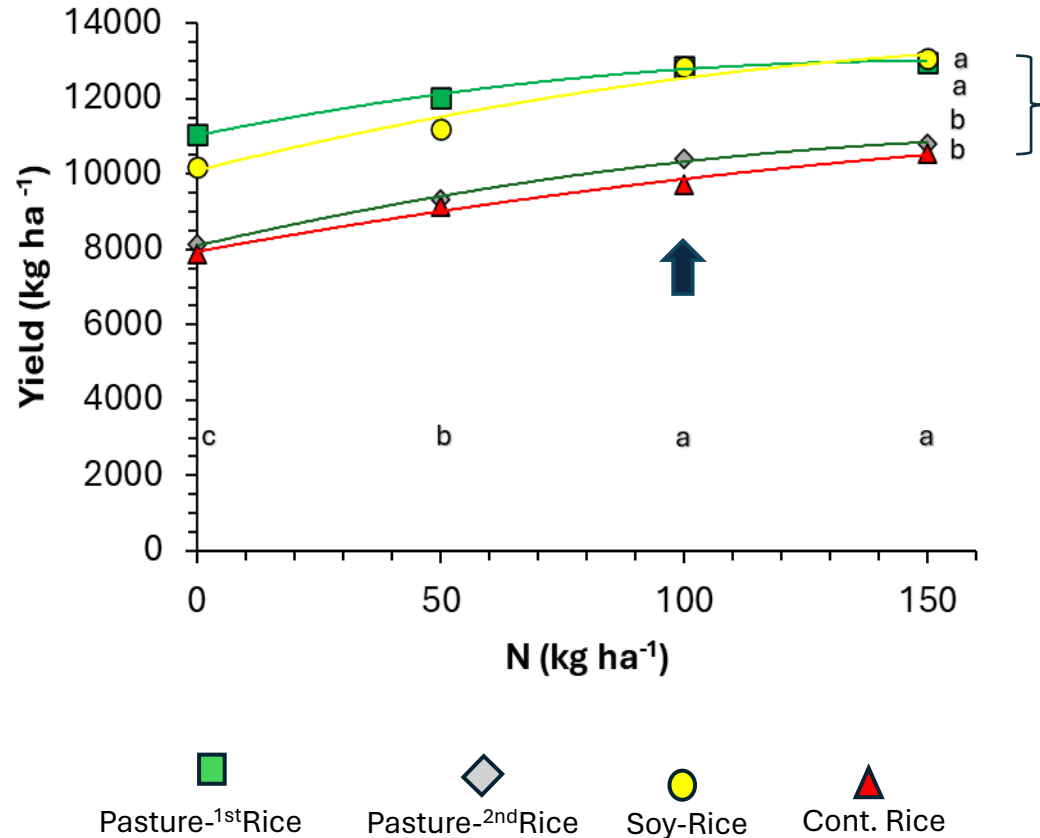 14000
12000
10000
8000
6000
4000
2000
0
Yield (kg ha ⁻¹)
a
a
b
b
c b a a
0 50 100 150
N (kg ha⁻¹)
Pasture-¹ˢᵗRice Pasture-²ⁿᵈRice Soy-Rice Cont. Rice